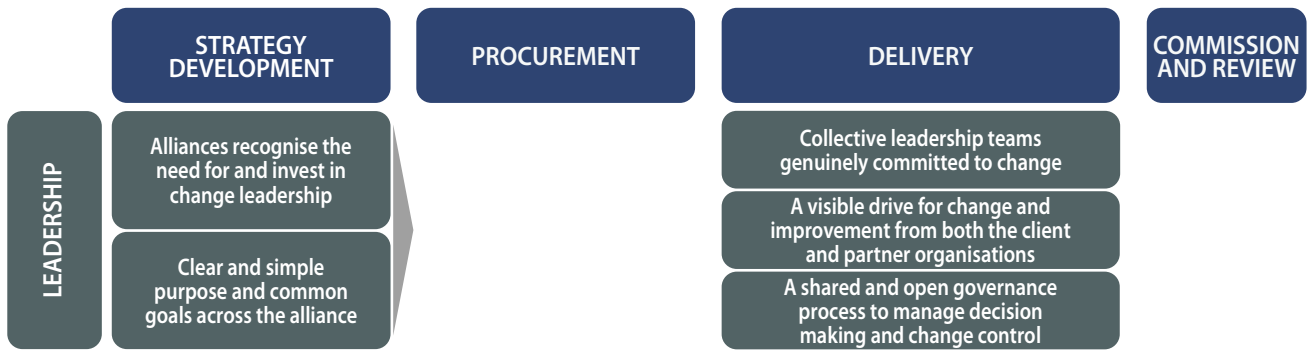 STRATEGY
DEVELOPMENT
PROCUREMENT
DELIVERY
COMMISSION
AND REVIEW
LEADERSHIP
Alliances recognise the
need for and invest in
change leadership
Clear and simple
purpose and common
goals across the alliance
Collective leadership teams
genuinely committed to change
A visible drive for change and
improvement from both the client
and partner organisations
A shared and open governance
process to manage decision
making and change control